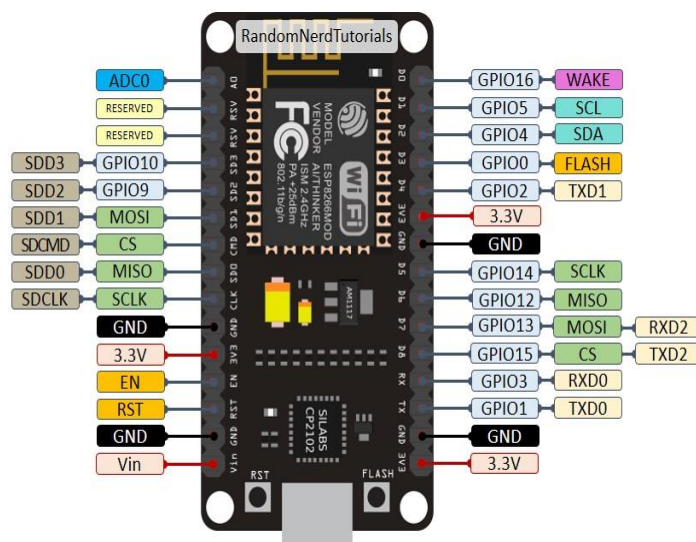 RandomNerdTutorials
ADC0
RESERVED
RESERVED
SDD3 GPIO10
SDD2 GPIO9
SDD1 MOSI
SDCMD CS
SDD0 MISO
SDCLK SCLK
GND
3.3V
EN
RST
GND
Vin
A0
RSV
RSV
SD3
SD2
SD1
CMD
SD0
CLK
GND
3V3
EN
RST
GND
Vin
MODEL
VENDOR
ESP8266MOD
AI/THINKER
ISM 2.4GHz
PA +25dBm
802.11b/g/n
FC
WiFi
AM1117
SILABS
CP2102
RST
FLASH
D0
D1
D2
D3
D4
3V3
GND
D5
D6
D7
D8
RX
TX
GND
3V3
GPIO16 WAKE
GPIO5 SCL
GPIO4 SDA
GPIO0 FLASH
GPIO2 TXD1
3.3V
GND
GPIO14 SCLK
GPIO12 MISO
GPIO13 MOSI RXD2
GPIO15 CS TXD2
GPIO3 RXD0
GPIO1 TXD0
GND
3.3V